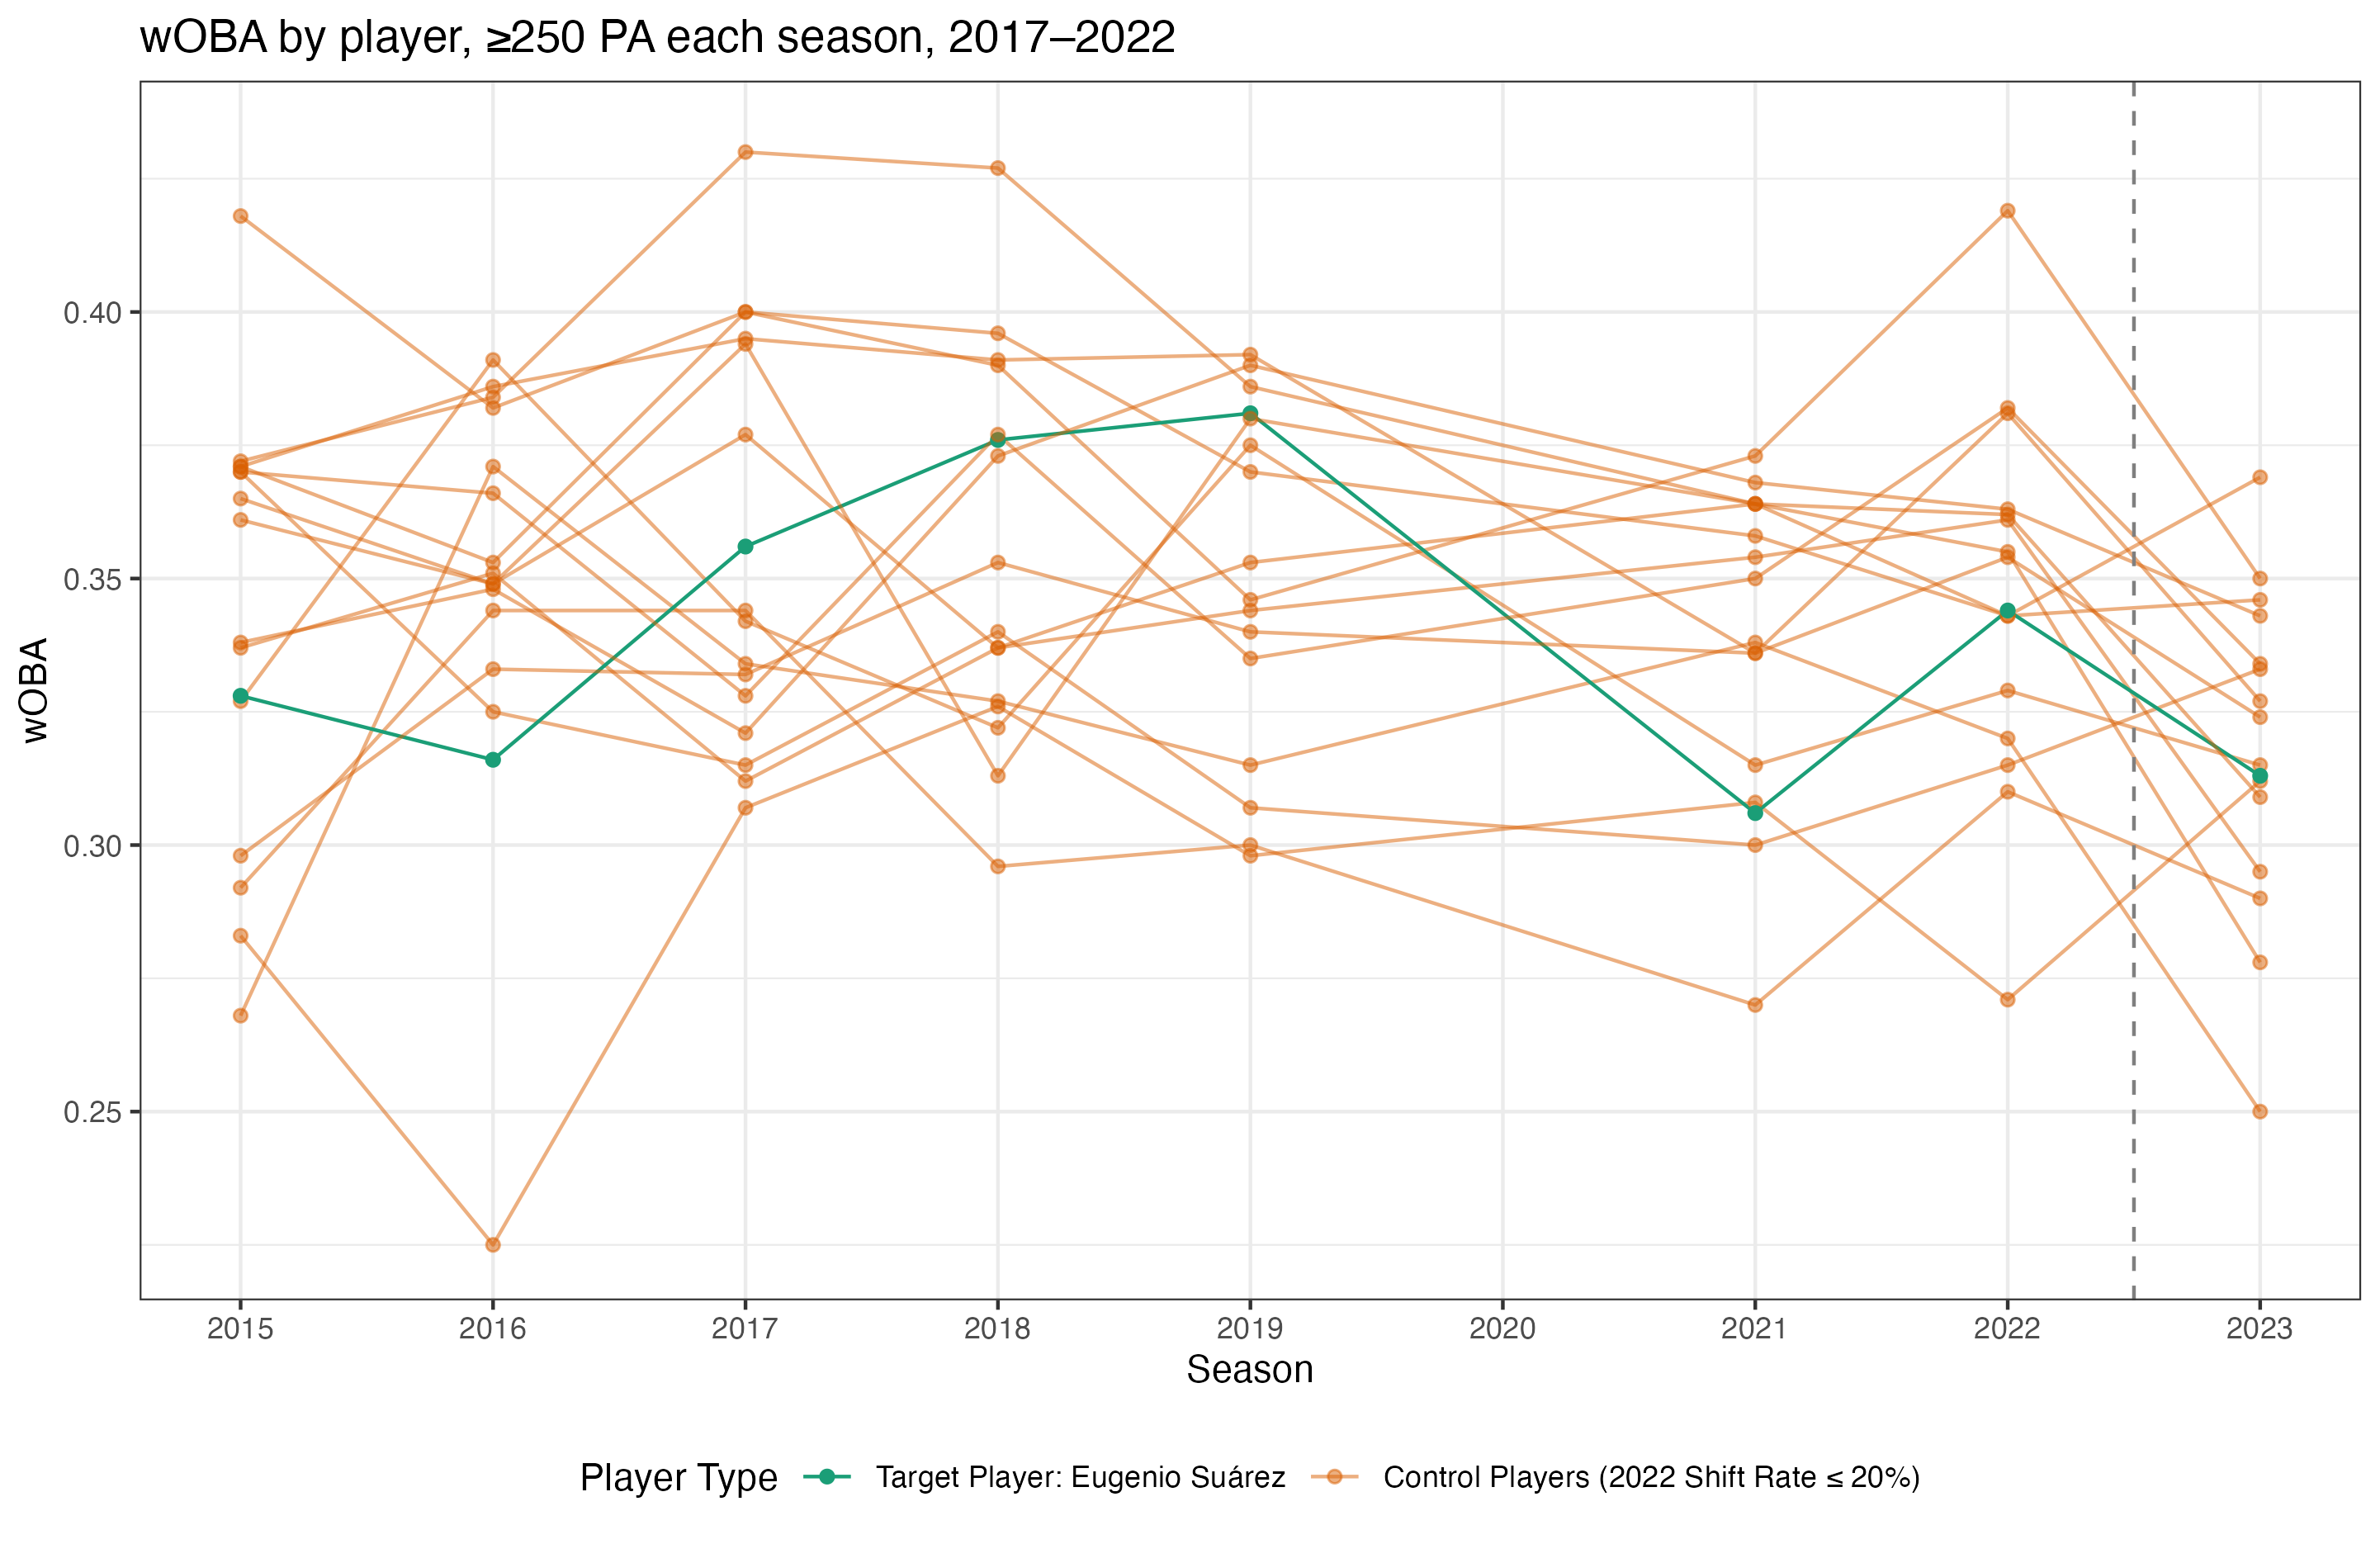 wOBA by player, ≥250 PA each season, 2017–2022
wOBA
0.40
0.35
0.30
0.25
2015 2016 2017 2018 2019 2020 2021 2022 2023
Season
Player Type Target Player: Eugenio Suárez Control Players (2022 Shift Rate ≤ 20%)